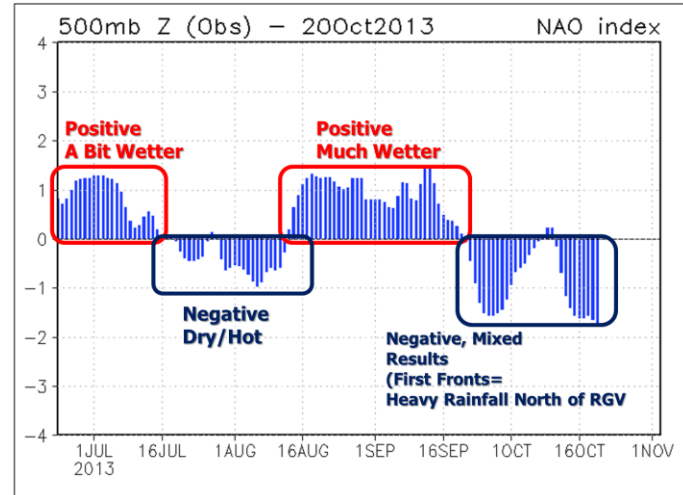 500mb Z (Obs) – 20Oct2013 NAO index
4
3
2
1
0
-1
-2
-3
-4
Positive
A Bit Wetter
Positive
Much Wetter
Negative
Dry/Hot
Negative, Mixed
Results
(First Fronts=
Heavy Rainfall North of RGV
1JUL 16JUL 1AUG 16AUG 1SEP 16SEP 1OCT 16OCT 1NOV
2013